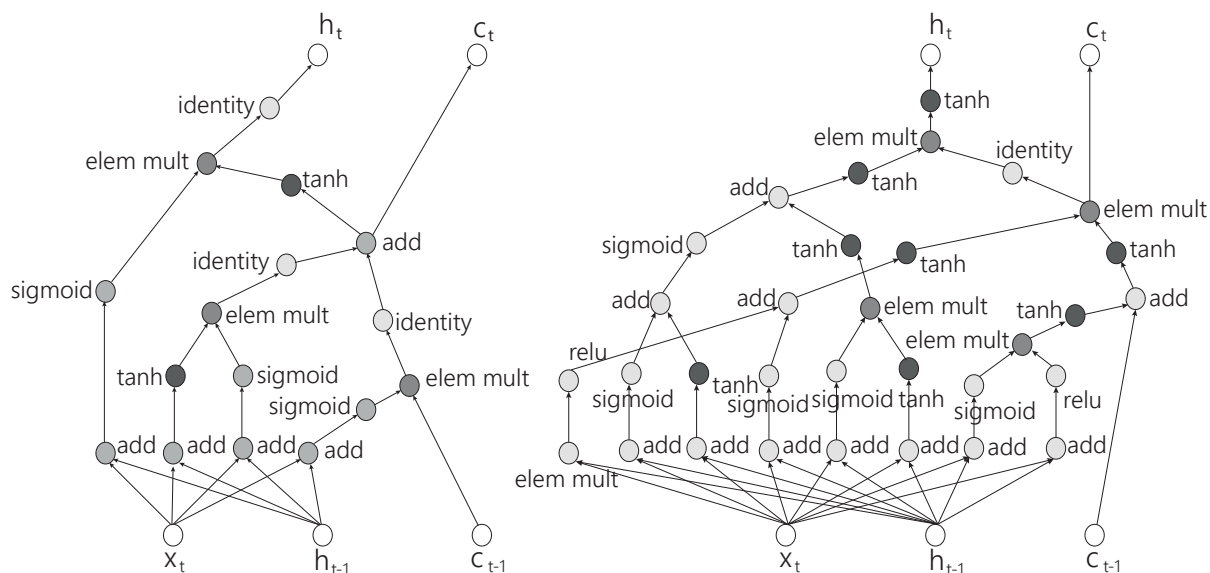 h_t c_t h_t c_t
identity tanh
elem mult elem mult identity
tanh add tanh
elem mult
add sigmoid tanh tanh tanh
identity
sigmoid add add add
elem mult identity elem mult tanh
relu elem mult
tanh sigmoid elem mult sigmoid tanh sigmoid sigmoid tanh sigmoid relu
sigmoid
add add add add add add add add add add add
elem mult
x_t h_{t-1} c_{t-1} x_t h_{t-1} c_{t-1}